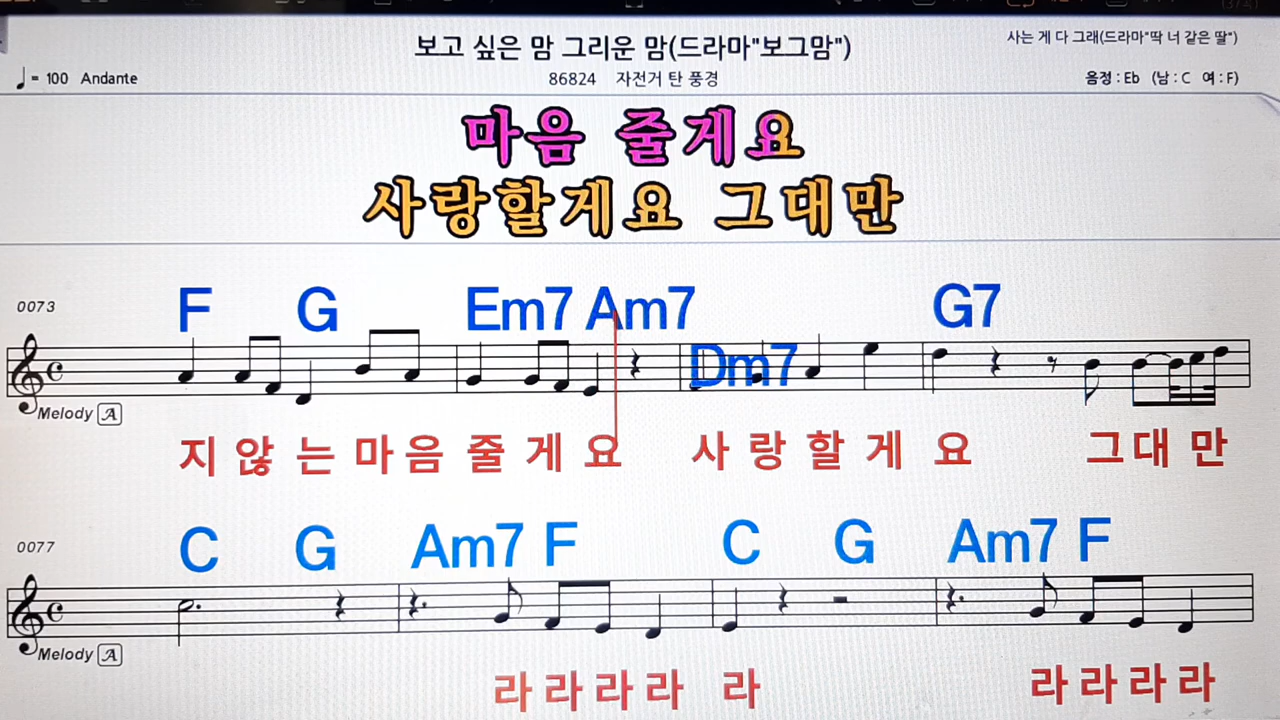 보고 싶은 맘 그리운 맘(드라마"보그맘")
사는 게 다 그래(드라마"딱 너 같은 딸")
♩= 100 Andante
86824 자전거 탄 풍경
음정 : Eb (남 : C 여 : F)
마음 줄게요
사랑할게요 그대만
0073
F G Em7 Am7 Dm7 G7
Melody A
지 않 는 마 음 줄 게 요 사 랑 할 게 요 그 대 만
0077
C G Am7 F C G Am7 F
Melody A
라 라 라 라 라 라 라 라 라